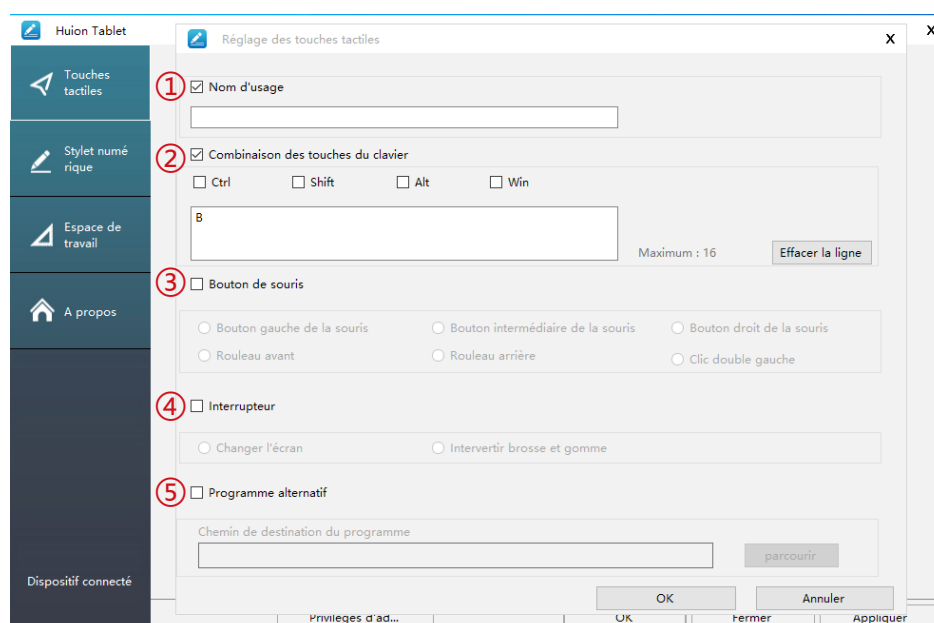 Huion Tablet
Réglage des touches tactiles
X
X
Touches
tactiles
Stylet numé
rique
Espace de
travail
A propos
Dispositif connecté
① Nom d'usage
② Combinaison des touches du clavier
Ctrl Shift Alt Win
B
Maximum : 16 Effacer la ligne
③ Bouton de souris
Bouton gauche de la souris Bouton intermédiaire de la souris Bouton droit de la souris
Rouleau avant Rouleau arrière Clic double gauche
④ Interrupteur
Changer l'écran Intervertir brosse et gomme
⑤ Programme alternatif
Chemin de destination du programme
parcourir
OK Annuler
Privilèges d'ad... OK Fermer Appliquer